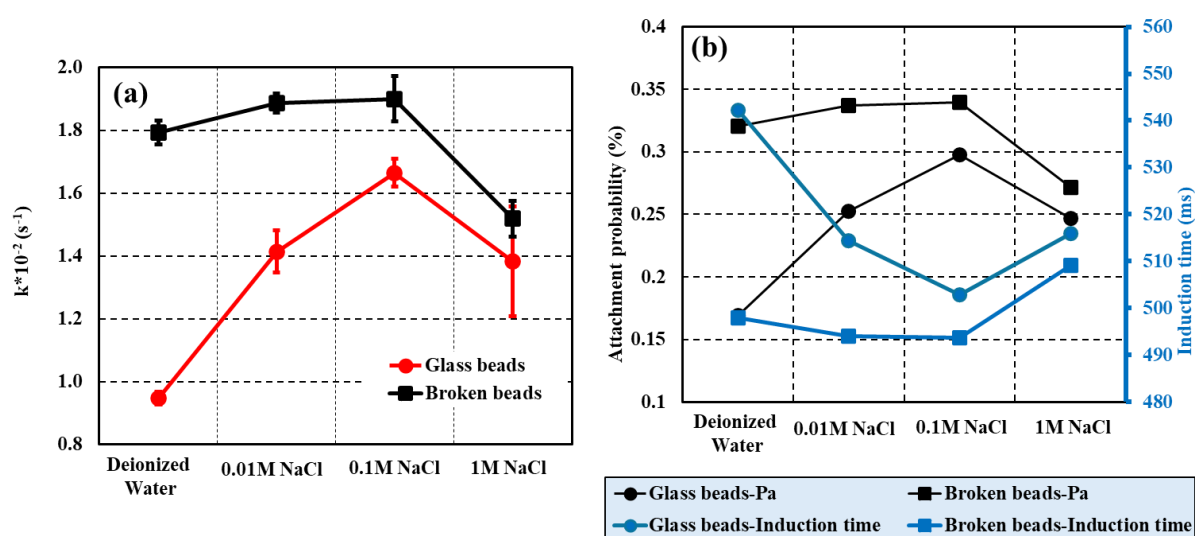 (a)
k*10⁻² (s⁻¹)
2.0
1.8
1.6
1.4
1.2
1.0
0.8
Glass beads
Broken beads
Deionized
Water
0.01M NaCl
0.1M NaCl
1M NaCl
(b)
Attachment probability (%)
0.4
0.35
0.3
0.25
0.2
0.15
0.1
560
550
540
530
520
510
500
490
480
Induction time (ms)
Deionized
Water
0.01M NaCl
0.1M NaCl
1M NaCl
Glass beads-Pa
Broken beads-Pa
Glass beads-Induction time
Broken beads-Induction time